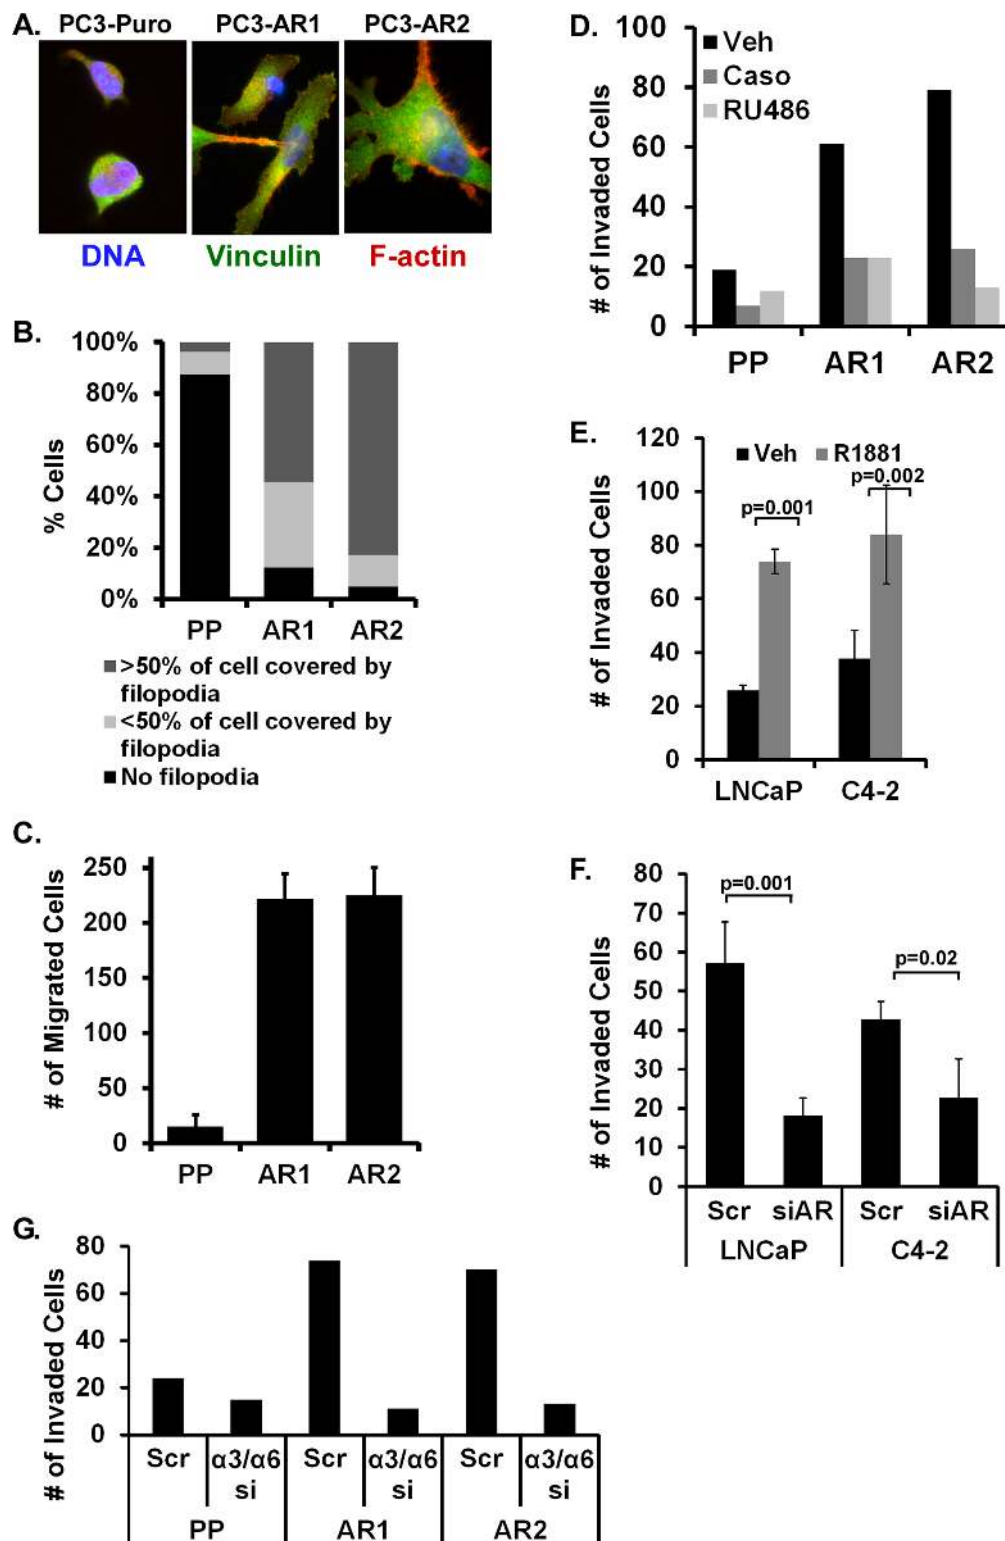 A.
PC3-Puro PC3-AR1 PC3-AR2
DNA Vinculin F-actin
B.
% Cells
100%
80%
60%
40%
20%
0%
PP AR1 AR2
>50% of cell covered by
filopodia
<50% of cell covered by
filopodia
No filopodia
C.
# of Migrated Cells
250
200
150
100
50
0
PP AR1 AR2
D.
# of Invaded Cells
100
80
60
40
20
0
Veh
Caso
RU486
PP AR1 AR2
E.
# of Invaded Cells
120
100
80
60
40
20
0
Veh R1881
p=0.001
p=0.002
LNCaP C4-2
F.
# of Invaded Cells
80
70
60
50
40
30
20
10
0
p=0.001
p=0.02
Scr siAR Scr siAR
LNCaP C4-2
G.
# of Invaded Cells
80
60
40
20
0
Scr α3/α6 Scr α3/α6 Scr α3/α6
si si si
PP AR1 AR2